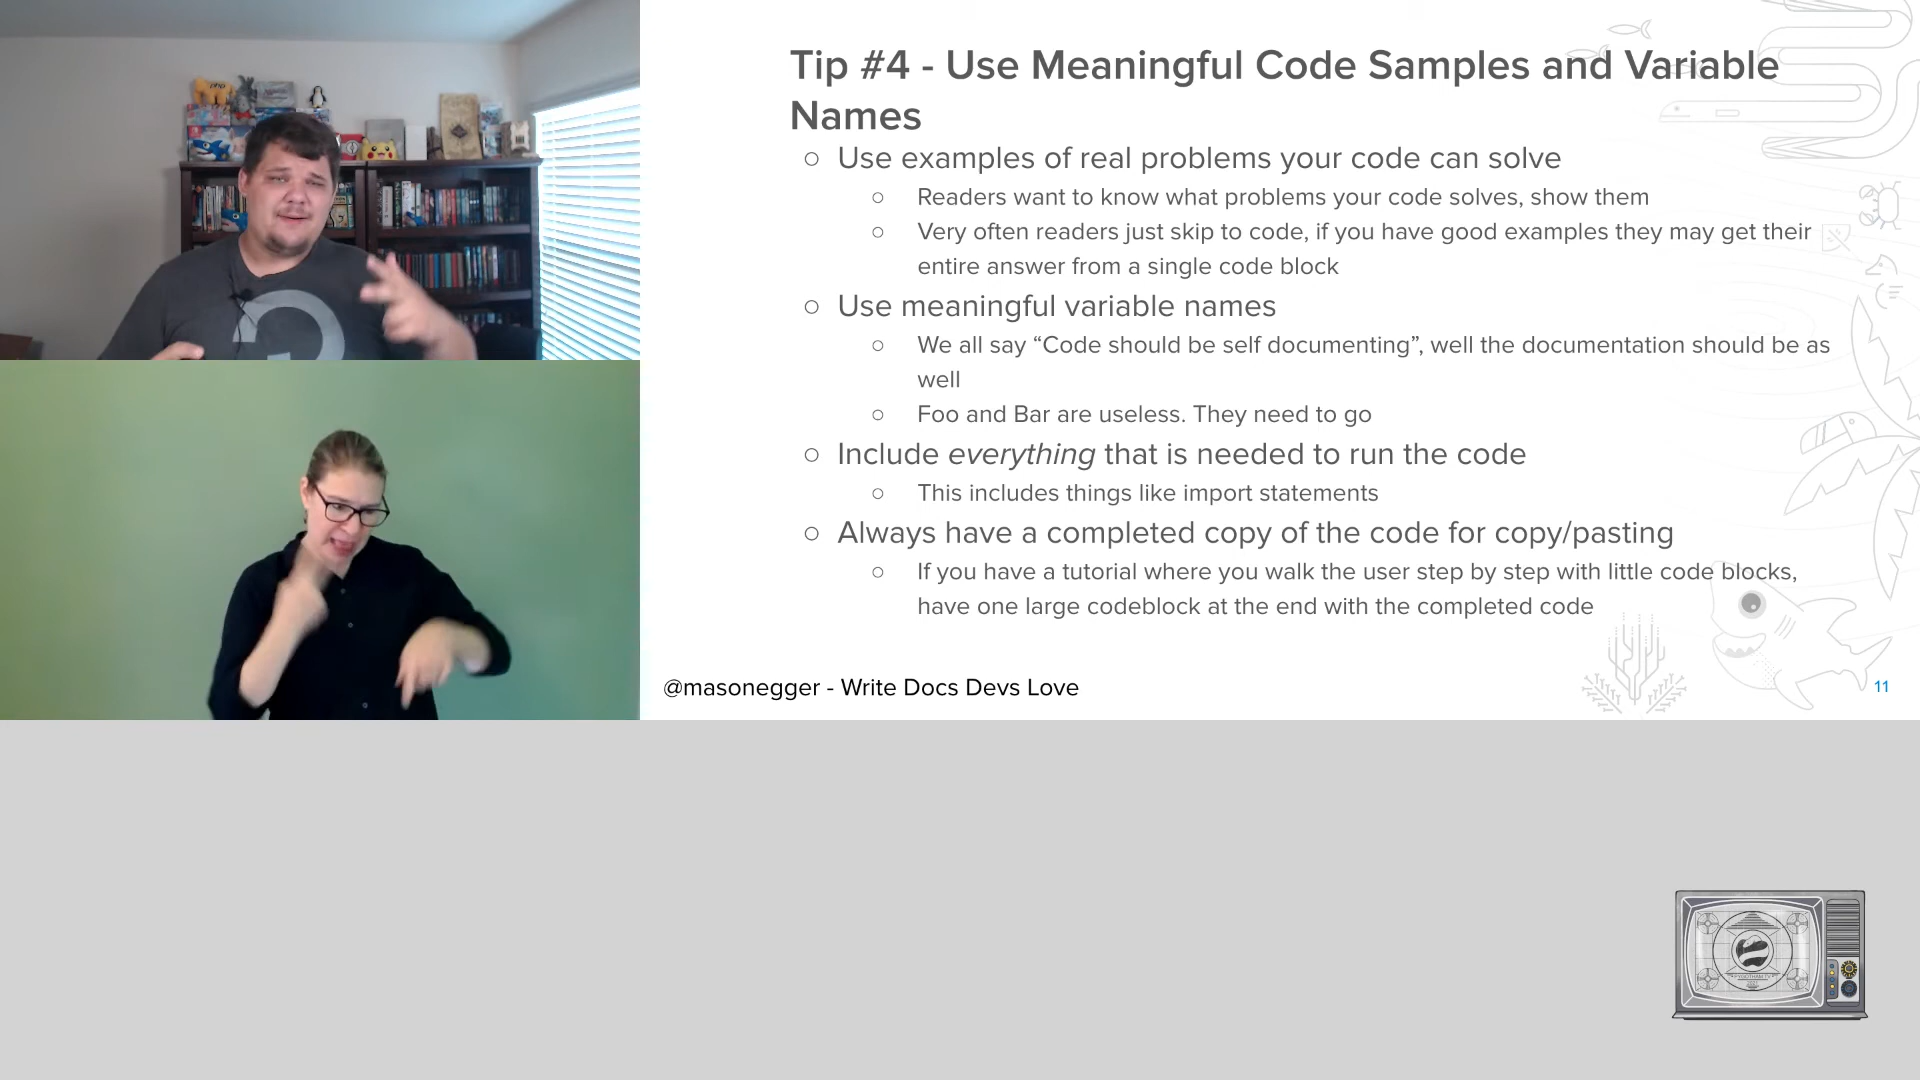 Tip #4 - Use Meaningful Code Samples and Variable
Names
○ Use examples of real problems your code can solve
○ Readers want to know what problems your code solves, show them
○ Very often readers just skip to code, if you have good examples they may get their
entire answer from a single code block
○ Use meaningful variable names
○ We all say “Code should be self documenting”, well the documentation should be as
well
○ Foo and Bar are useless. They need to go
○ Include everything that is needed to run the code
○ This includes things like import statements
○ Always have a completed copy of the code for copy/pasting
○ If you have a tutorial where you walk the user step by step with little code blocks,
have one large codeblock at the end with the completed code
@masonegger - Write Docs Devs Love
11